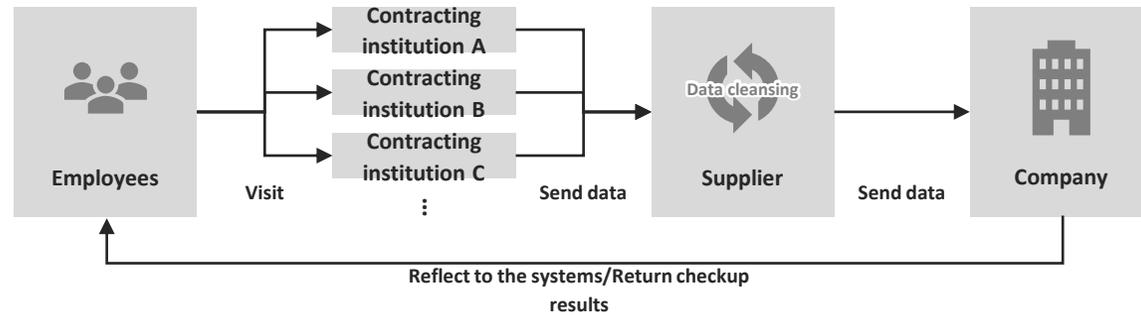 Contracting
institution A
Contracting
institution B
Contracting
institution C
⋮
Employees
Visit
Send data
Data cleansing
Supplier
Send data
Company
Reflect to the systems/Return checkup
results